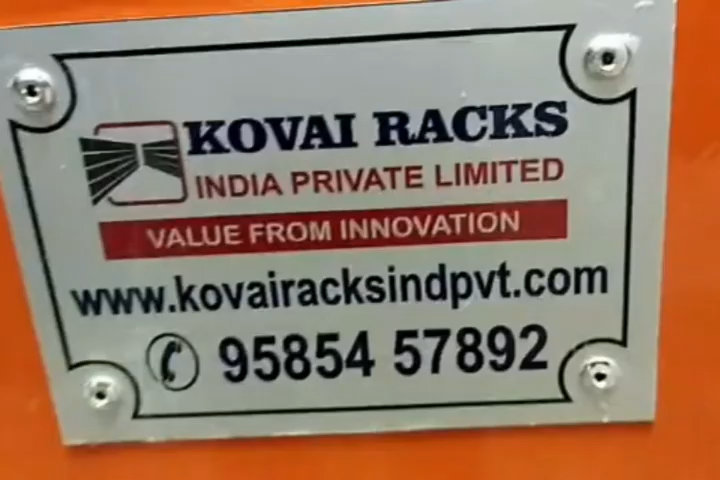 KOVAI RACKS
INDIA PRIVATE LIMITED
VALUE FROM INNOVATION
www.kovairacksindpvt.com
95854 57892